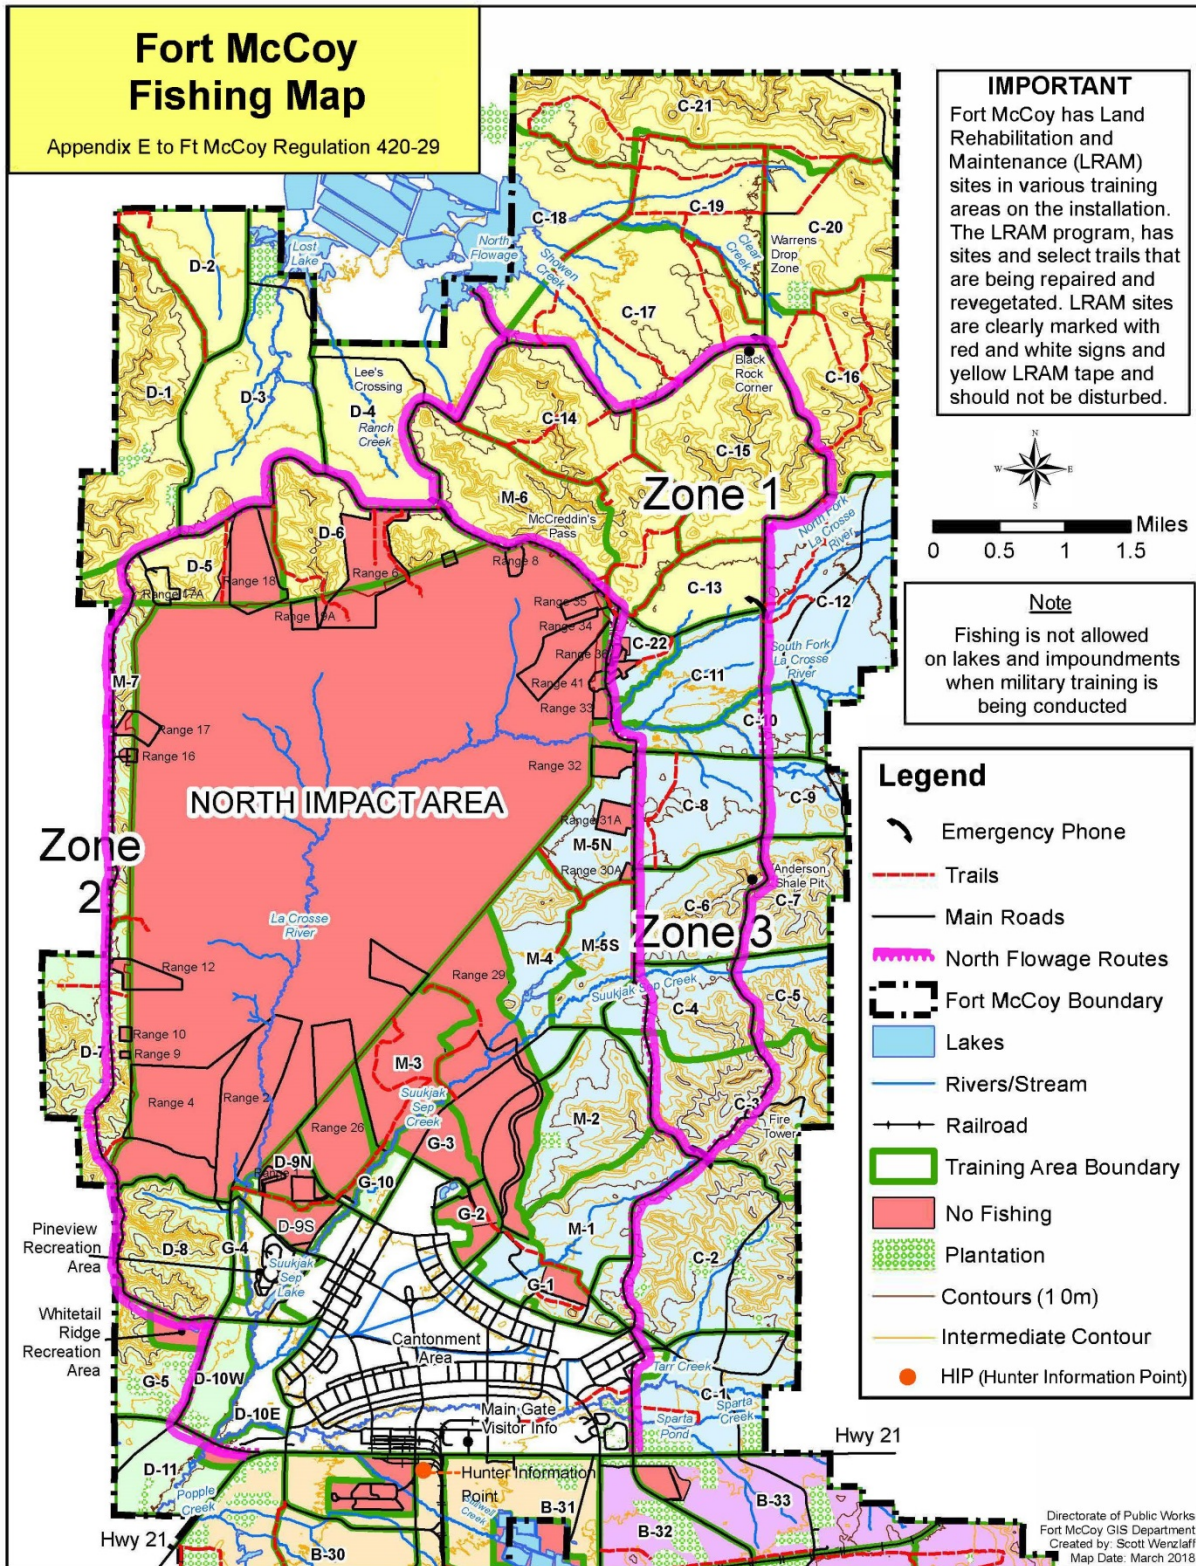 Fort McCoy
Fishing Map
Appendix E to Ft McCoy Regulation 420-29
IMPORTANT
Fort McCoy has Land
Rehabilitation and
Maintenance (LRAM)
sites in various training
areas on the installation.
The LRAM program, has
sites and select trails that
are being repaired and
revegetated. LRAM sites
are clearly marked with
red and white signs and
yellow LRAM tape and
should not be disturbed.
N
W
E
S
Miles
0 0.5 1 1.5
Note
Fishing is not allowed
on lakes and impoundments
when military training is
being conducted
Legend
Emergency Phone
Trails
Main Roads
North Flowage Routes
Fort McCoy Boundary
Lakes
Rivers/Stream
Railroad
Training Area Boundary
No Fishing
Plantation
Contours (1 0m)
Intermediate Contour
HIP (Hunter Information Point)
C-21
C-18
C-19
C-20
D-2
Lost
Lake
North
Flowage
Showen
Creek
Clear
Creek
Warrens
Drop
Zone
C-17
Black
Rock
Corner
C-16
D-1
D-3
Lee's
Crossing
D-4
Ranch
Creek
C-14
C-15
Zone 1
M-6
McCreddin's
Pass
D-6
D-5
Range 18
Range 6
Range 8
Range 17A
Range 19A
North Fork
La Crosse
River
C-13
C-12
Range 35
Range 34
C-22
Range 41
Range 33
C-11
South Fork
La Crosse
River
C-10
M-7
Range 17
Range 16
Range 32
NORTH IMPACT AREA
C-8
C-9
Zone
2
Range 31A
M-5N
Range 30A
Anderson
Shale Pit
C-6
C-7
Zone 3
La Crosse
River
M-4
M-5S
Range 12
Range 29
Suukjak Sep Creek
C-4
C-5
Range 10
Range 9
D-7
M-3
Range 4
Range 2
Suukjak
Sep
Creek
Range 26
G-3
M-2
C-3
Fire
Tower
D-9N
Range 1
G-10
G-2
D-9S
M-1
Pineview
Recreation
Area
D-8
G-4
Suukjak
Sep
Lake
C-2
G-1
Whitetail
Ridge
Recreation
Area
Cantonment
Area
G-5
D-10W
Tarr Creek
C-1
Sparta
Creek
D-10E
Main Gate
Visitor Info
Sparta
Pond
Hwy 21
D-11
Hunter Information
Point
Popple
Creek
B-31
B-33
Hwy 21
B-30
B-32
Directorate of Public Works
Fort McCoy GIS Department
Created by: Scott Wenzlaff
Map Date: March 2018